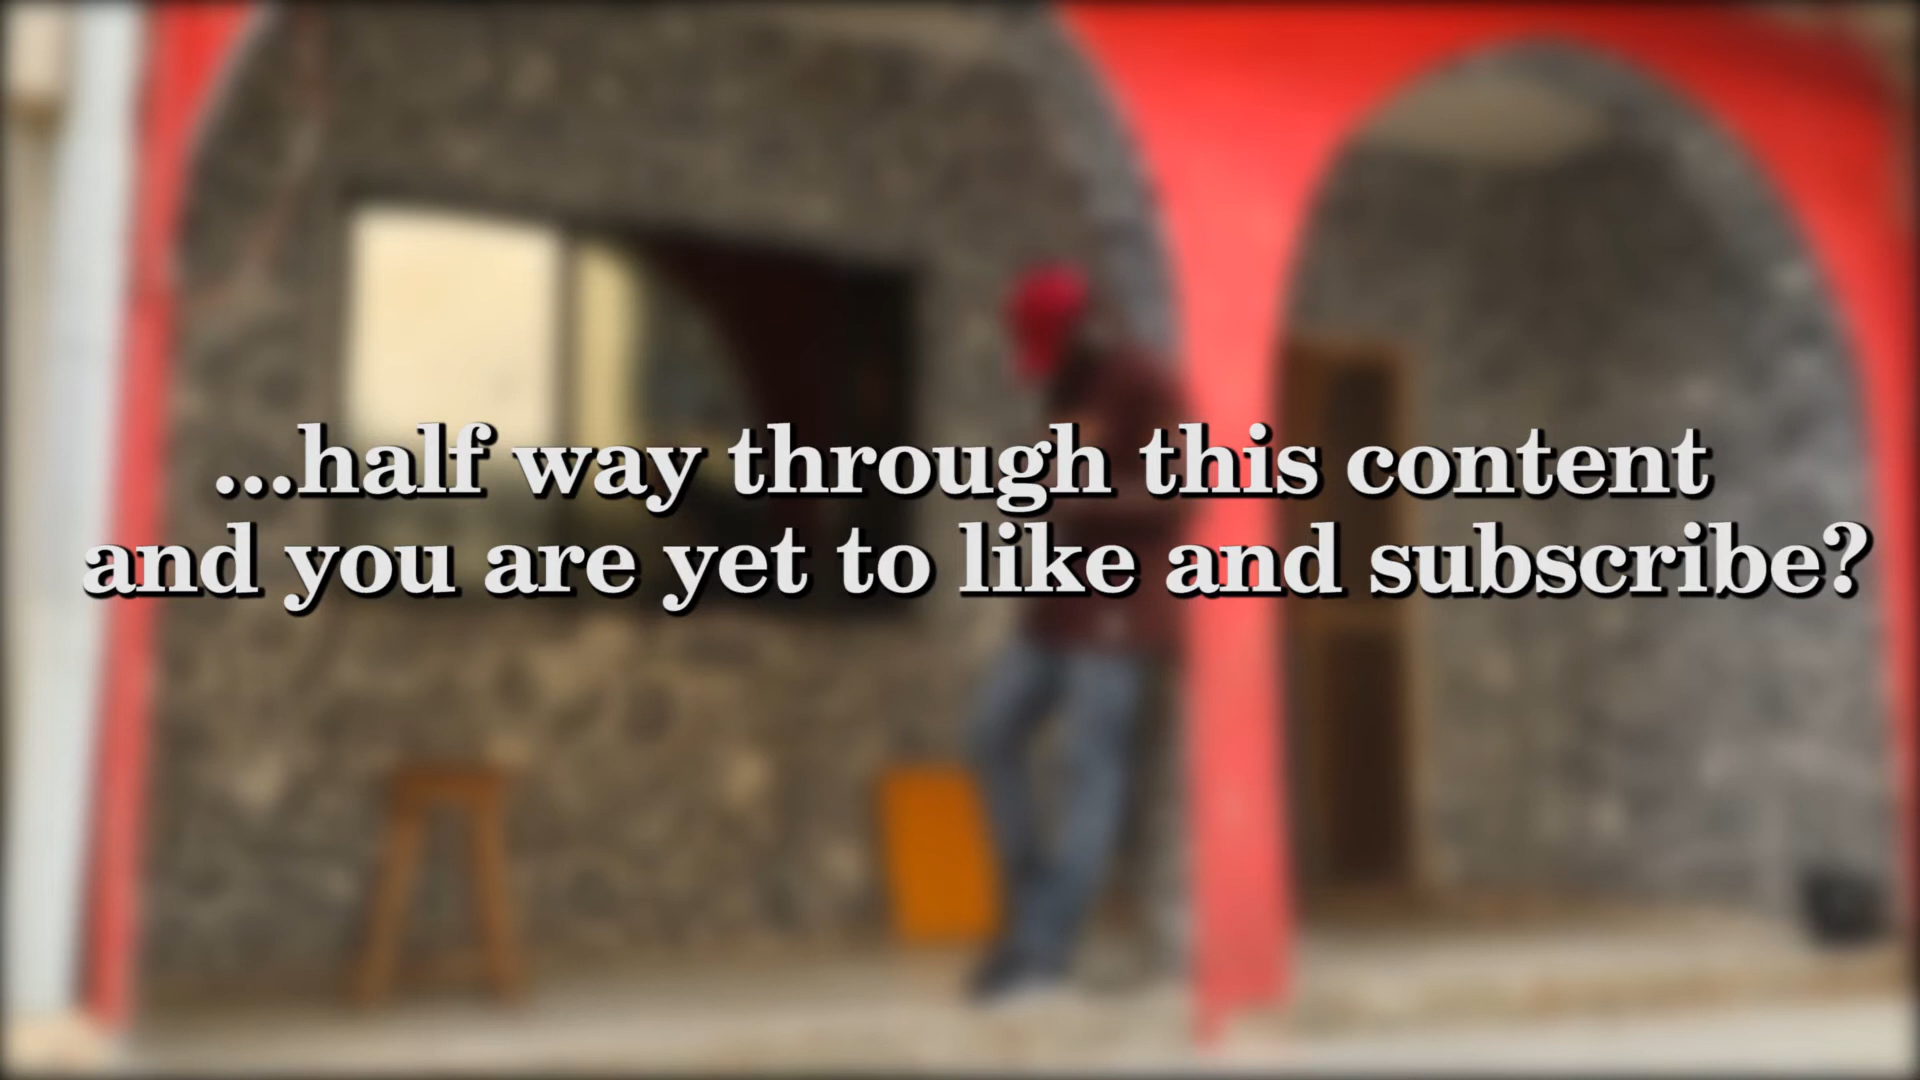 ...half way through this content
and you are yet to like and subscribe?